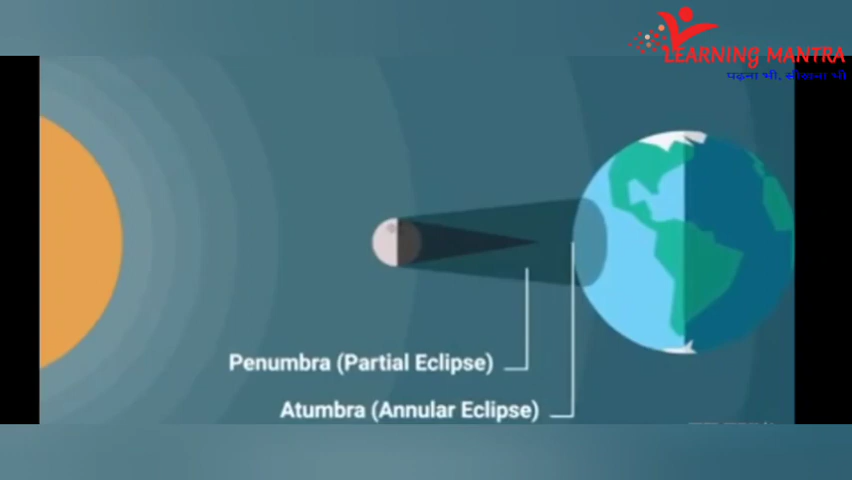 LEARNING MANTRA
पढ़ना भी, सीखना भी
Penumbra (Partial Eclipse)
Atumbra (Annular Eclipse)